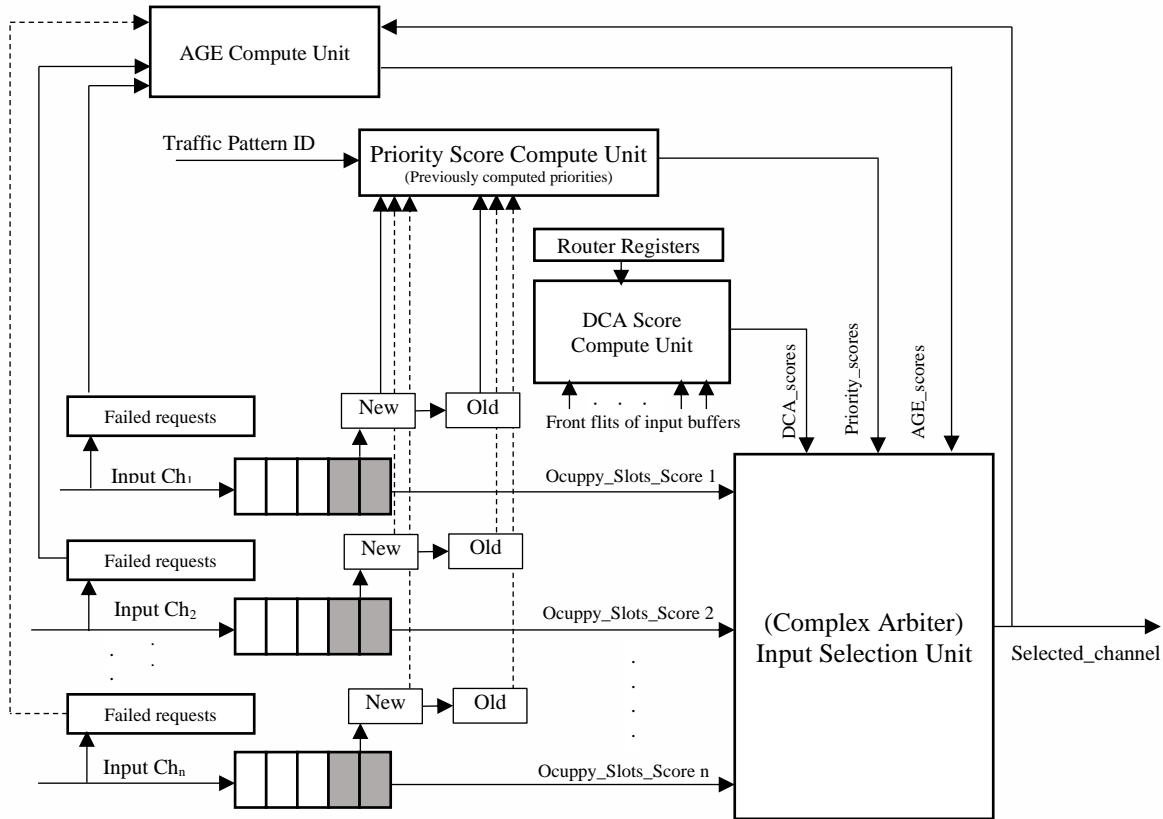 AGE Compute Unit
Traffic Pattern ID
Priority Score Compute Unit
(Previously computed priorities)
Router Registers
DCA Score
Compute Unit
. . .
Front flits of input buffers
DCA_scores
Priority_scores
AGE_scores
Failed requests
New
Old
Input Ch₁
Ocuppy_Slots_Score 1
Failed requests
New
Old
Input Ch₂
Ocuppy_Slots_Score 2
(Complex Arbiter)
Input Selection Unit
Selected_channel
Failed requests
New
Old
Input Chₙ
Ocuppy_Slots_Score n